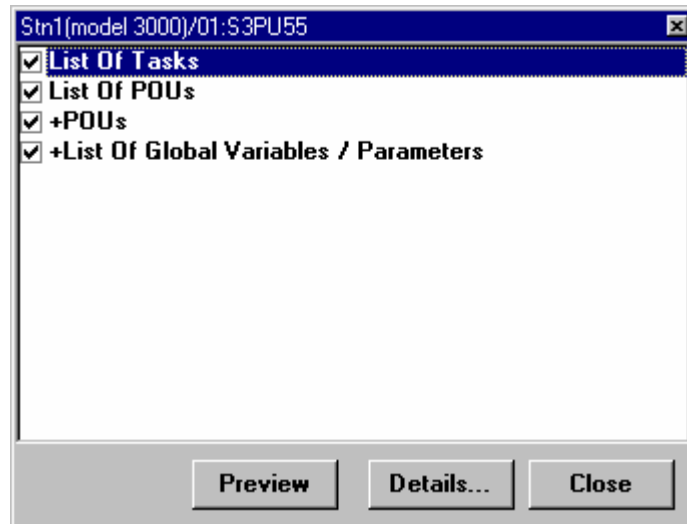 Stn1(model 3000)/01:S3PU55
List Of Tasks
List Of POUs
+POUs
+List Of Global Variables / Parameters
Preview Details... Close